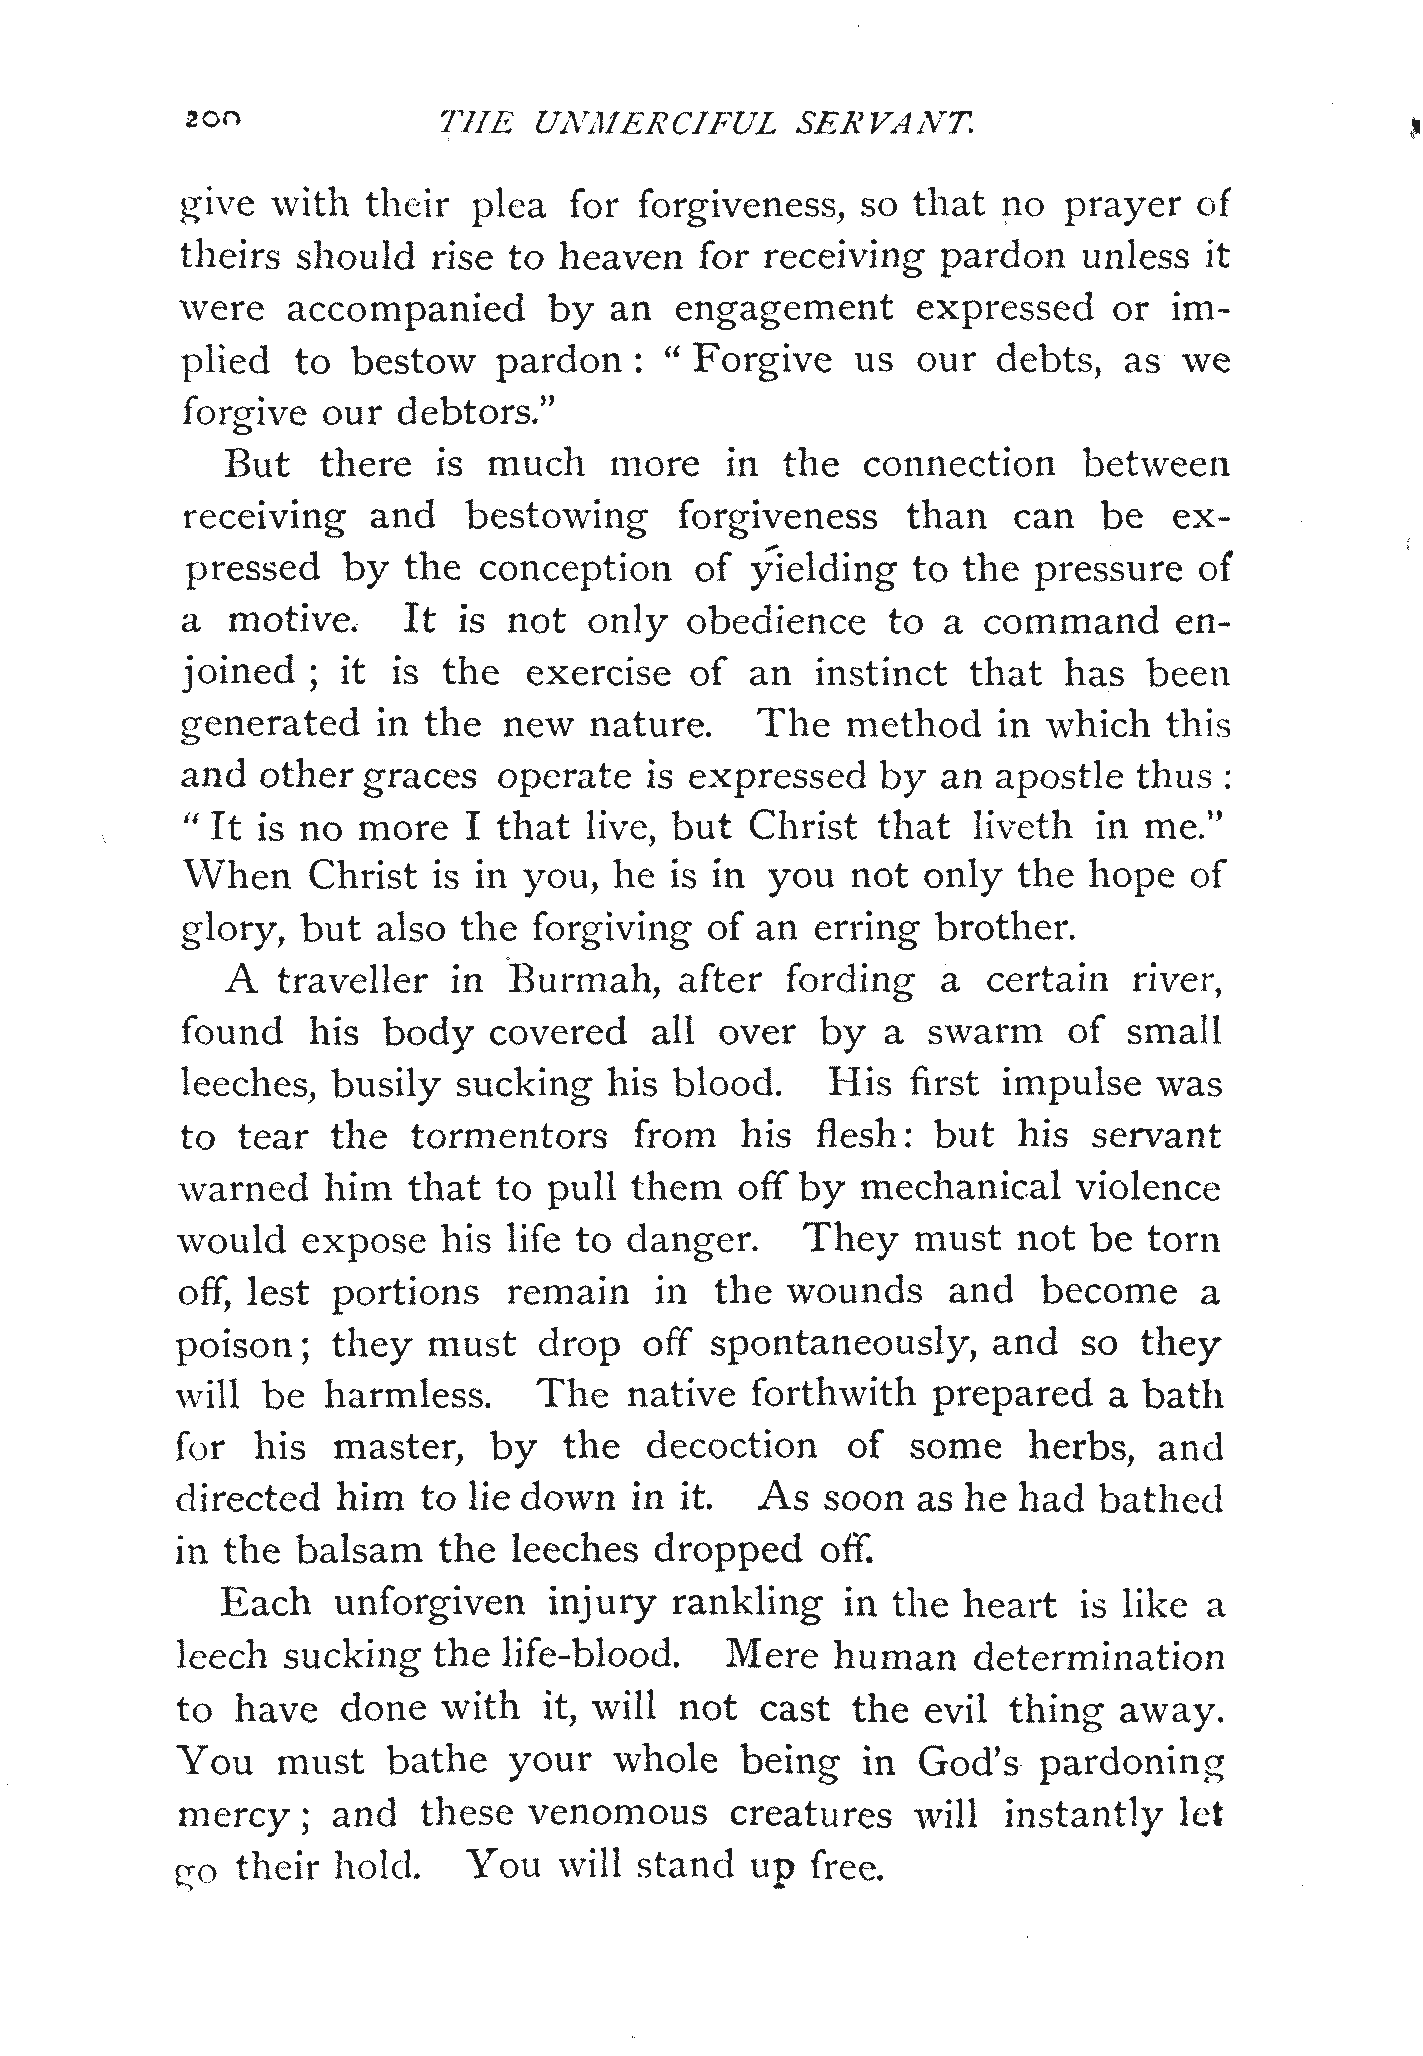 200 THE UNMERCIFUL SERVANT.
give with their plea for forgiveness, so that no prayer of
theirs should rise to heaven for receiving pardon unless it
were accompanied by an engagement expressed or im-
plied to bestow pardon : “ Forgive us our debts, as we
forgive our debtors.”
But there is much more in the connection between
receiving and bestowing forgiveness than can be ex-
pressed by the conception of yielding to the pressure of
a motive. It is not only obedience to a command en-
joined ; it is the exercise of an instinct that has been
generated in the new nature. The method in which this
and other graces operate is expressed by an apostle thus :
“ It is no more I that live, but Christ that liveth in me.”
When Christ is in you, he is in you not only the hope of
glory, but also the forgiving of an erring brother.
A traveller in Burmah, after fording a certain river,
found his body covered all over by a swarm of small
leeches, busily sucking his blood. His first impulse was
to tear the tormentors from his flesh: but his servant
warned him that to pull them off by mechanical violence
would expose his life to danger. They must not be torn
off, lest portions remain in the wounds and become a
poison; they must drop off spontaneously, and so they
will be harmless. The native forthwith prepared a bath
for his master, by the decoction of some herbs, and
directed him to lie down in it. As soon as he had bathed
in the balsam the leeches dropped off.
Each unforgiven injury rankling in the heart is like a
leech sucking the life-blood. Mere human determination
to have done with it, will not cast the evil thing away.
You must bathe your whole being in God's pardoning
mercy ; and these venomous creatures will instantly let
go their hold. You will stand up free.